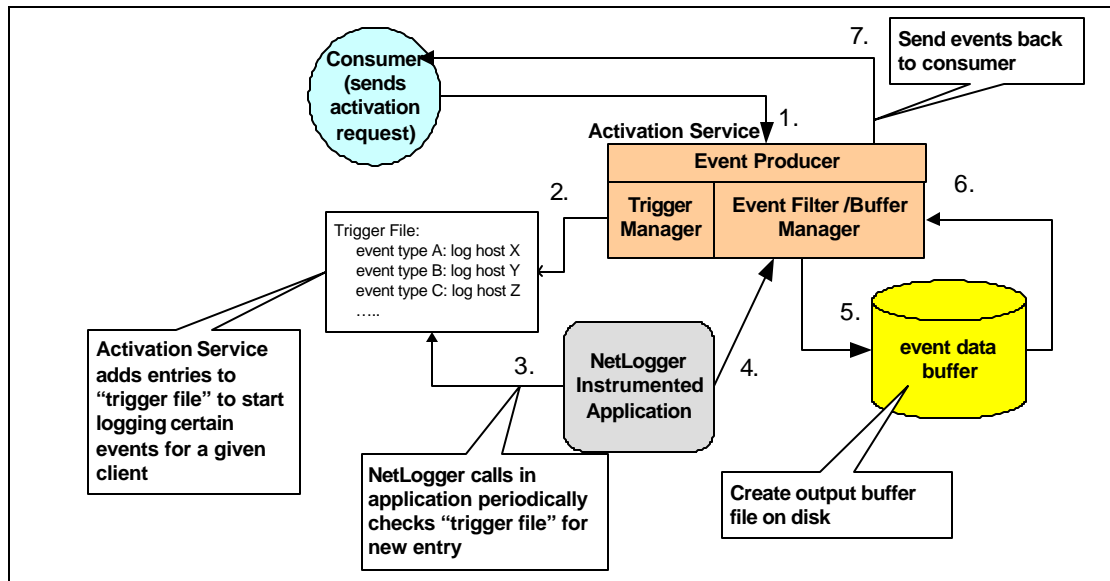 7.
Send events back
to consumer
Consumer
(sends
activation
request)
1.
Activation Service
Event Producer
2.
Trigger
Manager
Event Filter /Buffer
Manager
6.
Trigger File:
event type A: log host X
event type B: log host Y
event type C: log host Z
…..
5.
event data
buffer
3.
NetLogger
Instrumented
Application
4.
Activation Service
adds entries to
“trigger file” to start
logging certain
events for a given
client
NetLogger calls in
application periodically
checks “trigger file” for
new entry
Create output buffer
file on disk